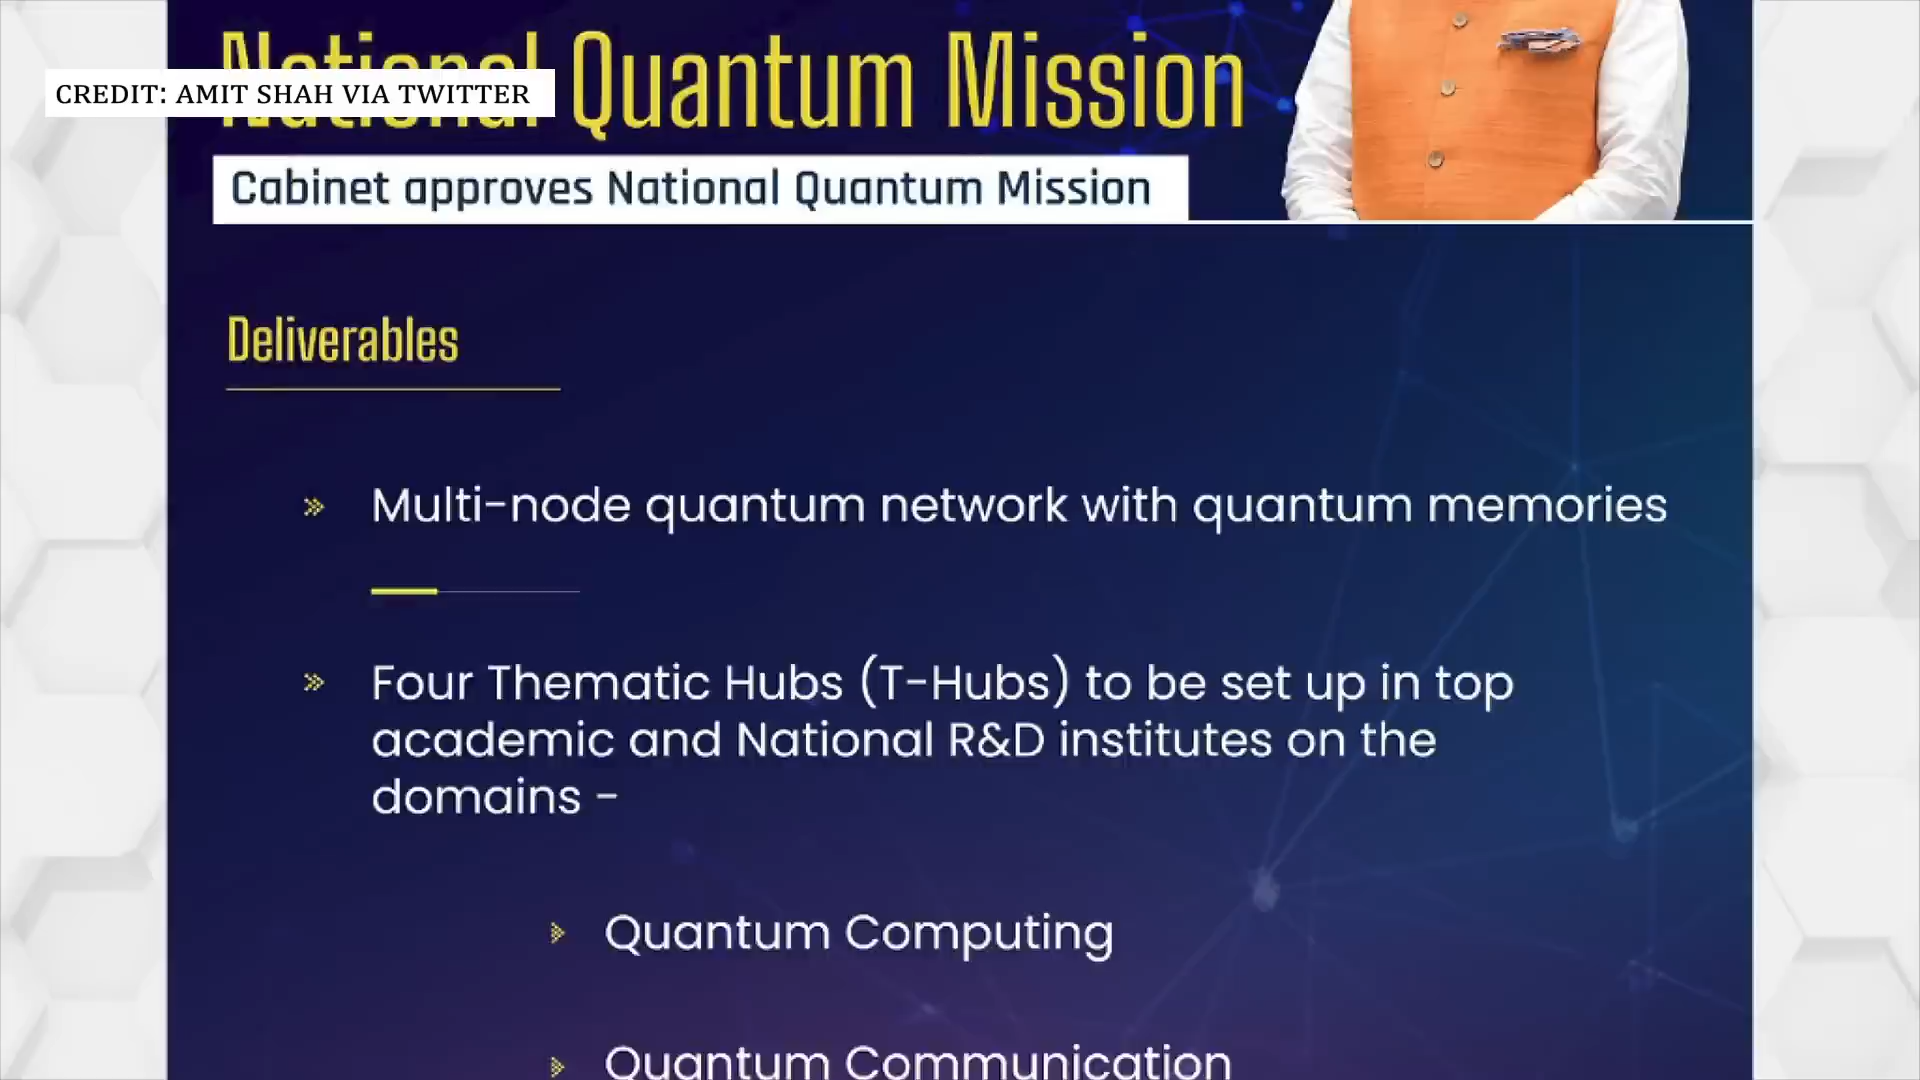 National Quantum Mission
CREDIT: AMIT SHAH VIA TWITTER
Cabinet approves National Quantum Mission
Deliverables
Multi-node quantum network with quantum memories
Four Thematic Hubs (T-Hubs) to be set up in top
academic and National R&D institutes on the
domains -
Quantum Computing
Quantum Communication